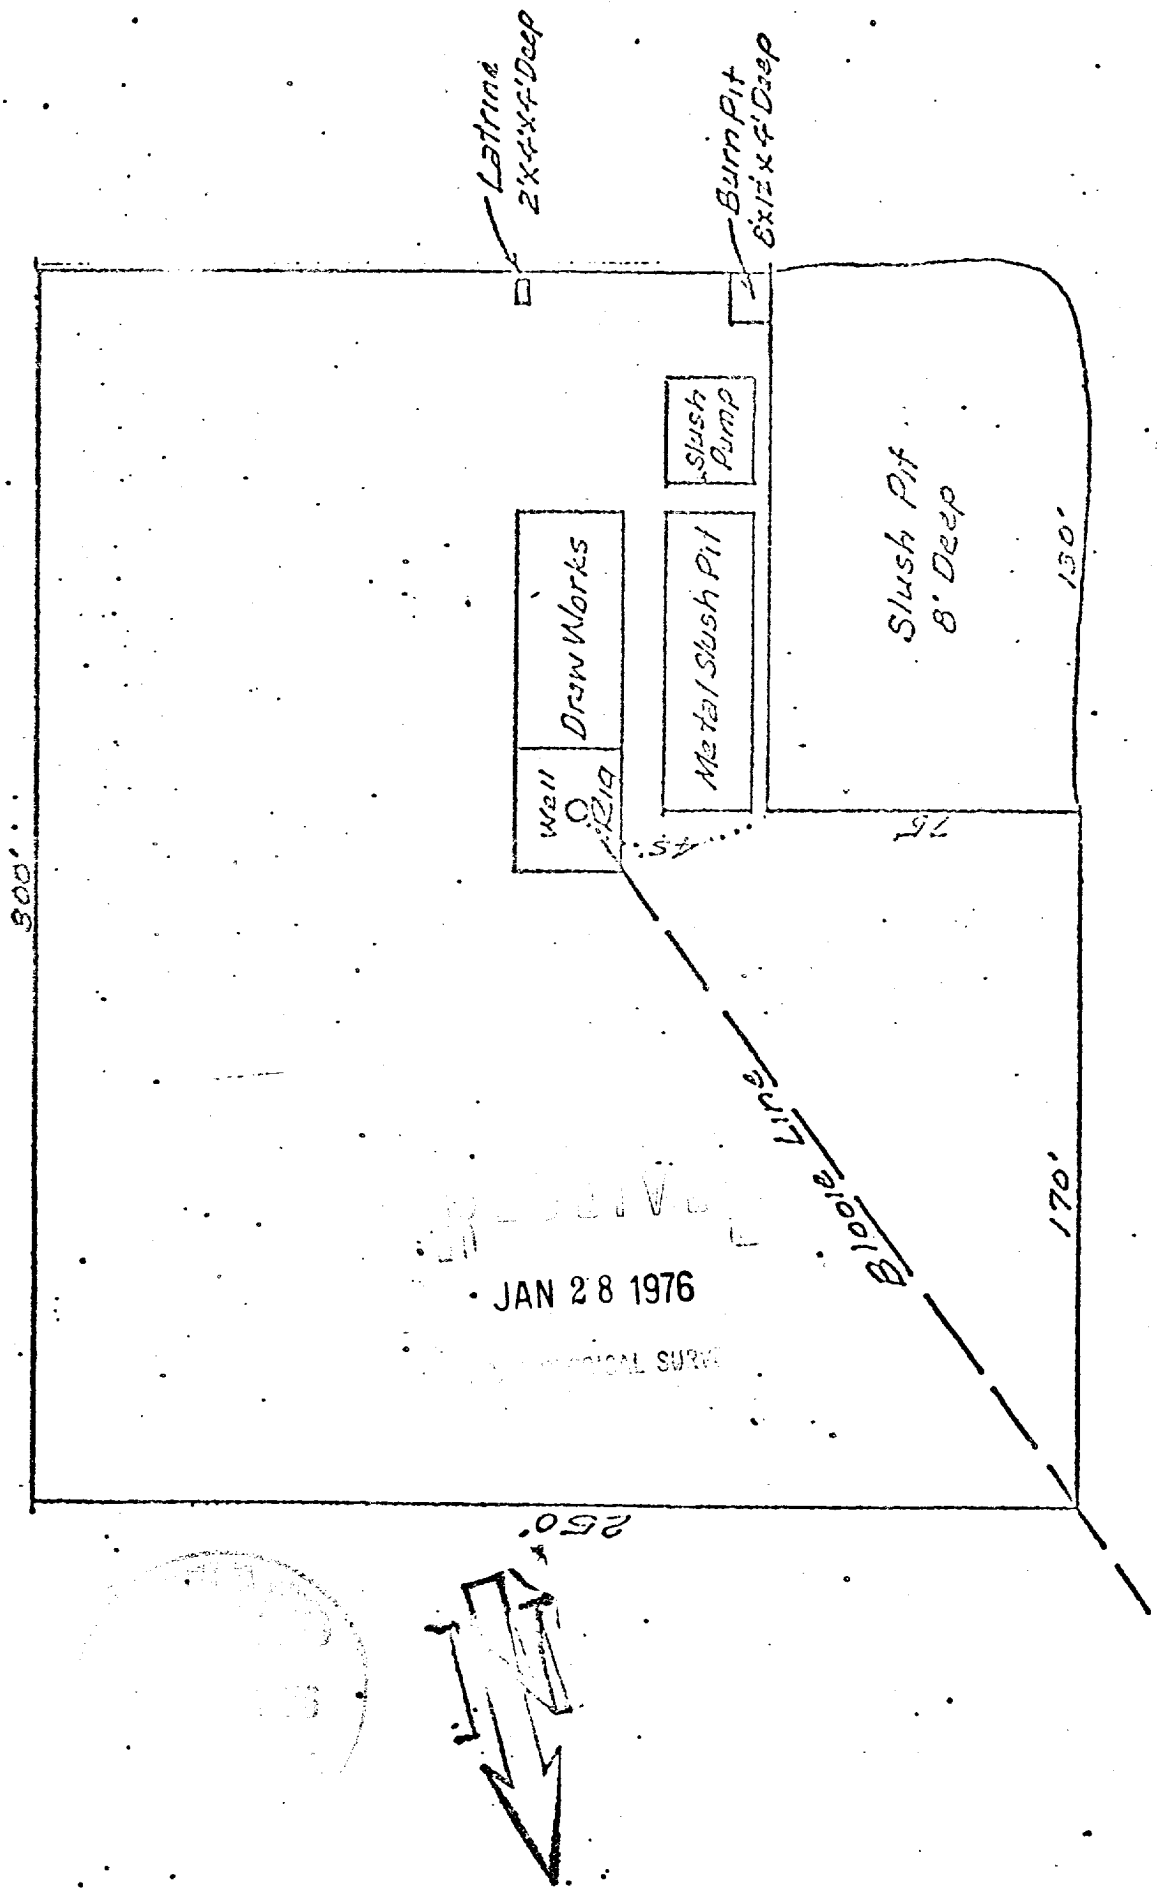 300'
Latrine
2'x4'x4' Deep
Burn Pit
8'x12'x4' Deep
Well
Rig
Draw Works
Metal Slush Pit
Slush
Pump
45'
75'
Slush Pit
8' Deep
130'
170'
Blooie Line
250'
JAN 28 1976